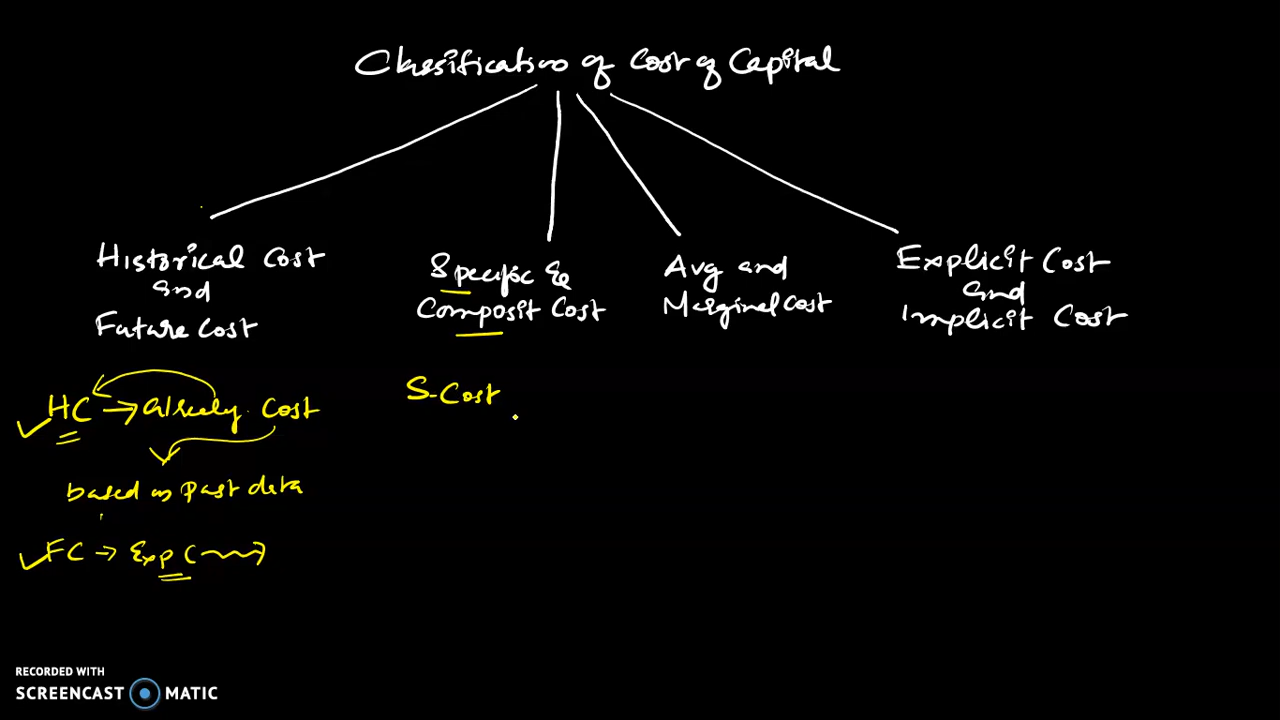 Classification of Cost of Capital
Historical Cost
and
Future Cost
Specific &
Composit Cost
Avg and
Marginal Cost
Explicit Cost
and
Implicit Cost
HC → already Cost
based on Past data
FC → Exp C
S-Cost
RECORDED WITH
SCREENCAST MATIC